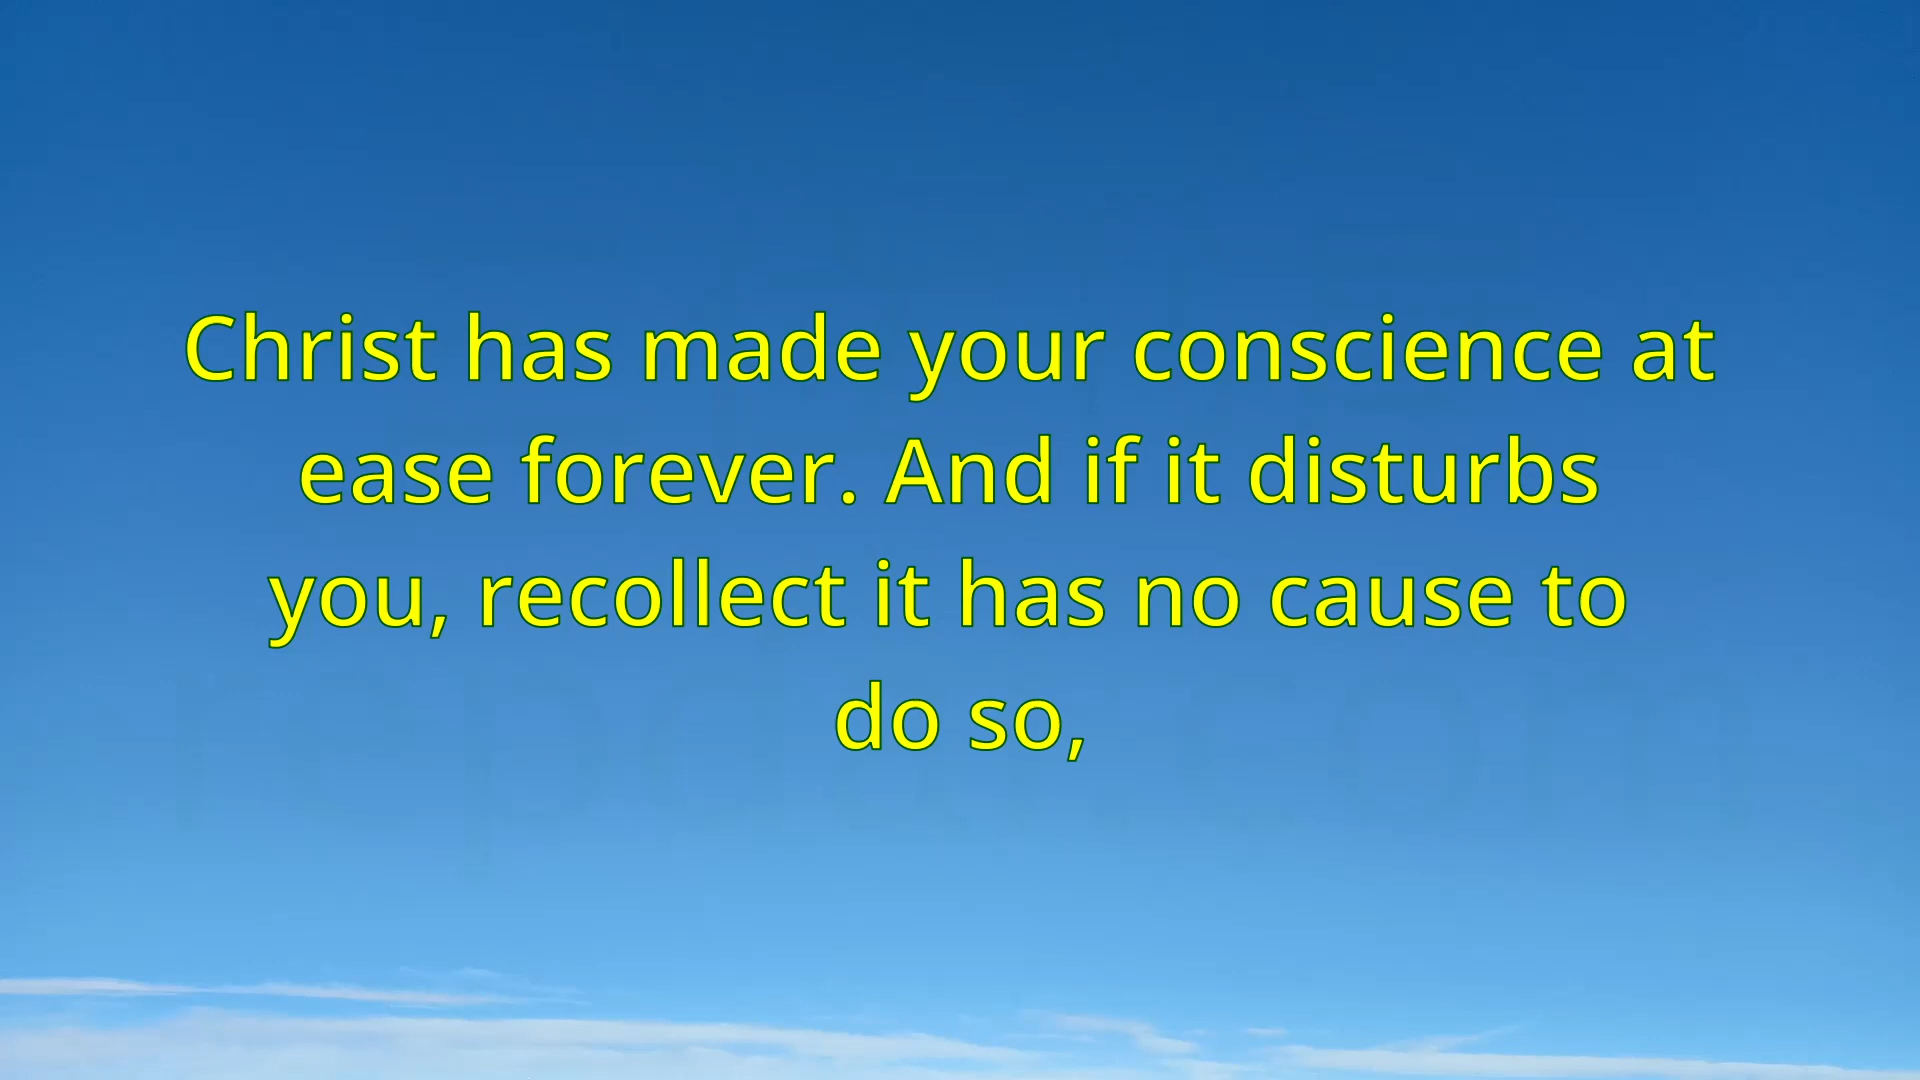 Christ has made your conscience at
ease forever. And if it disturbs
you, recollect it has no cause to
do so,